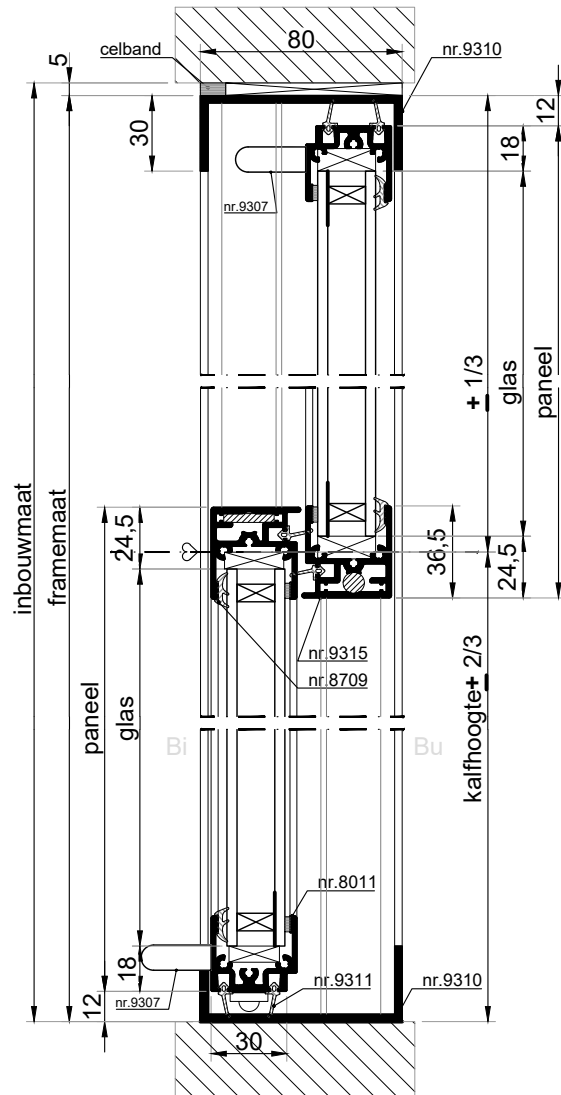 80
celband
nr.9310
5
12
30
18
nr.9307
+ 1/3
glas
paneel
inbouwmaat
framemaat
24,5
36,5
24,5
nr.9315
nr.8709
paneel
glas
kalfhoogte+ 2/3
Bi
Bu
nr.8011
18
nr.9311
nr.9310
nr.9307
12
30